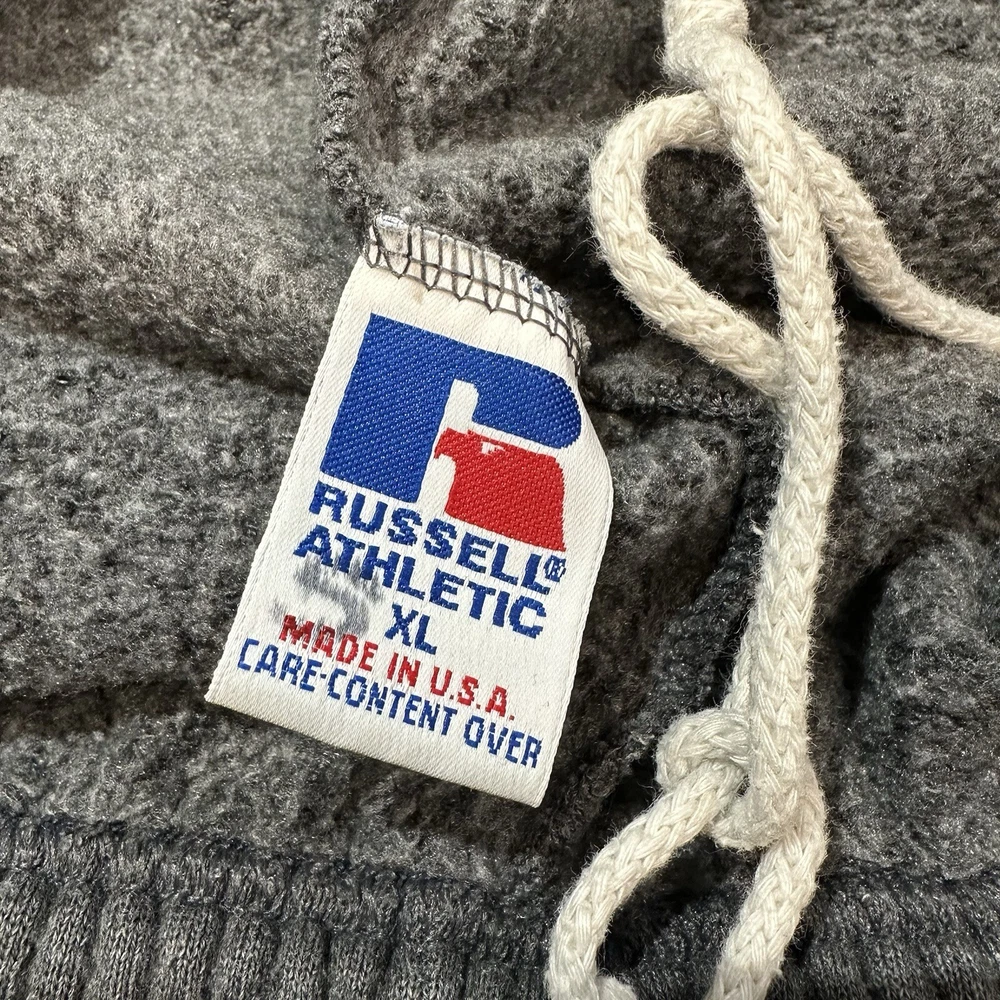 RUSSELL®
ATHLETIC
XL
MADE IN U.S.A.
CARE-CONTENT OVER